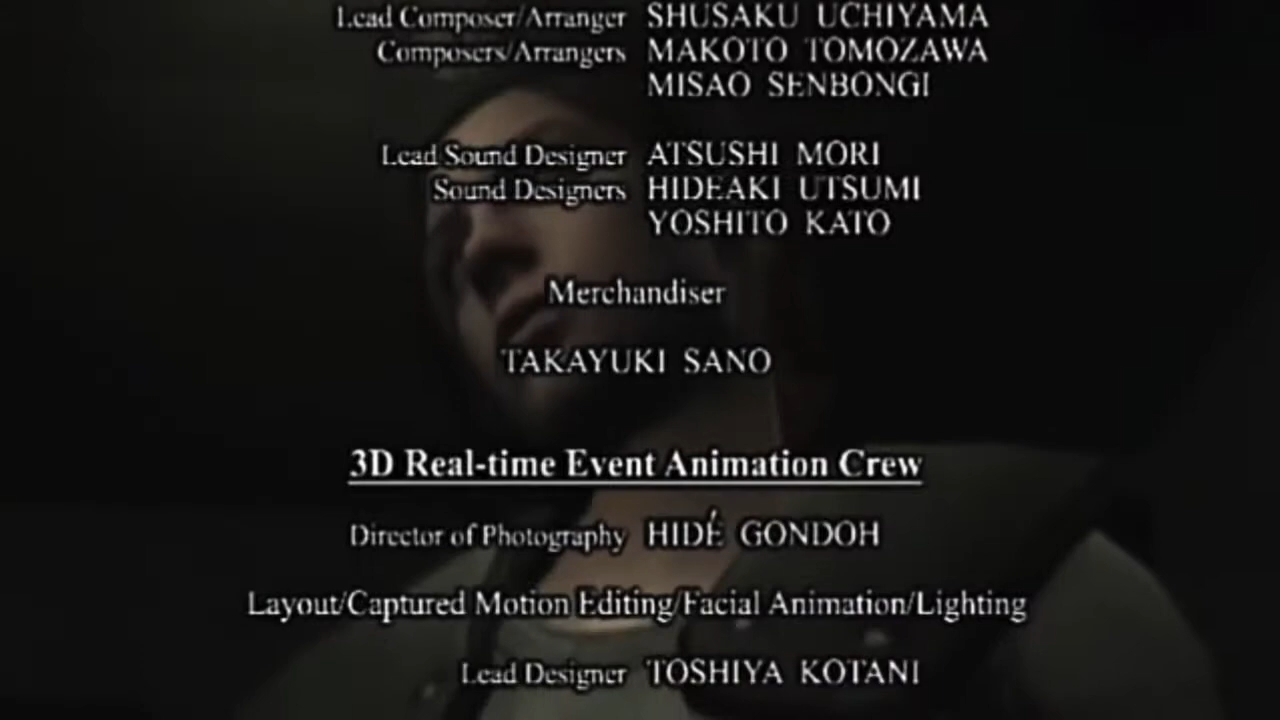 Lead Composer/Arranger SHUSAKU UCHIYAMA
Composers/Arrangers MAKOTO TOMOZAWA
MISAO SENBONGI
Lead Sound Designer ATSUSHI MORI
Sound Designers HIDEAKI UTSUMI
YOSHITO KATO
Merchandiser
TAKAYUKI SANO
3D Real-time Event Animation Crew
Director of Photography HIDÉ GONDOH
Layout/Captured Motion Editing/Facial Animation/Lighting
Lead Designer TOSHIYA KOTANI